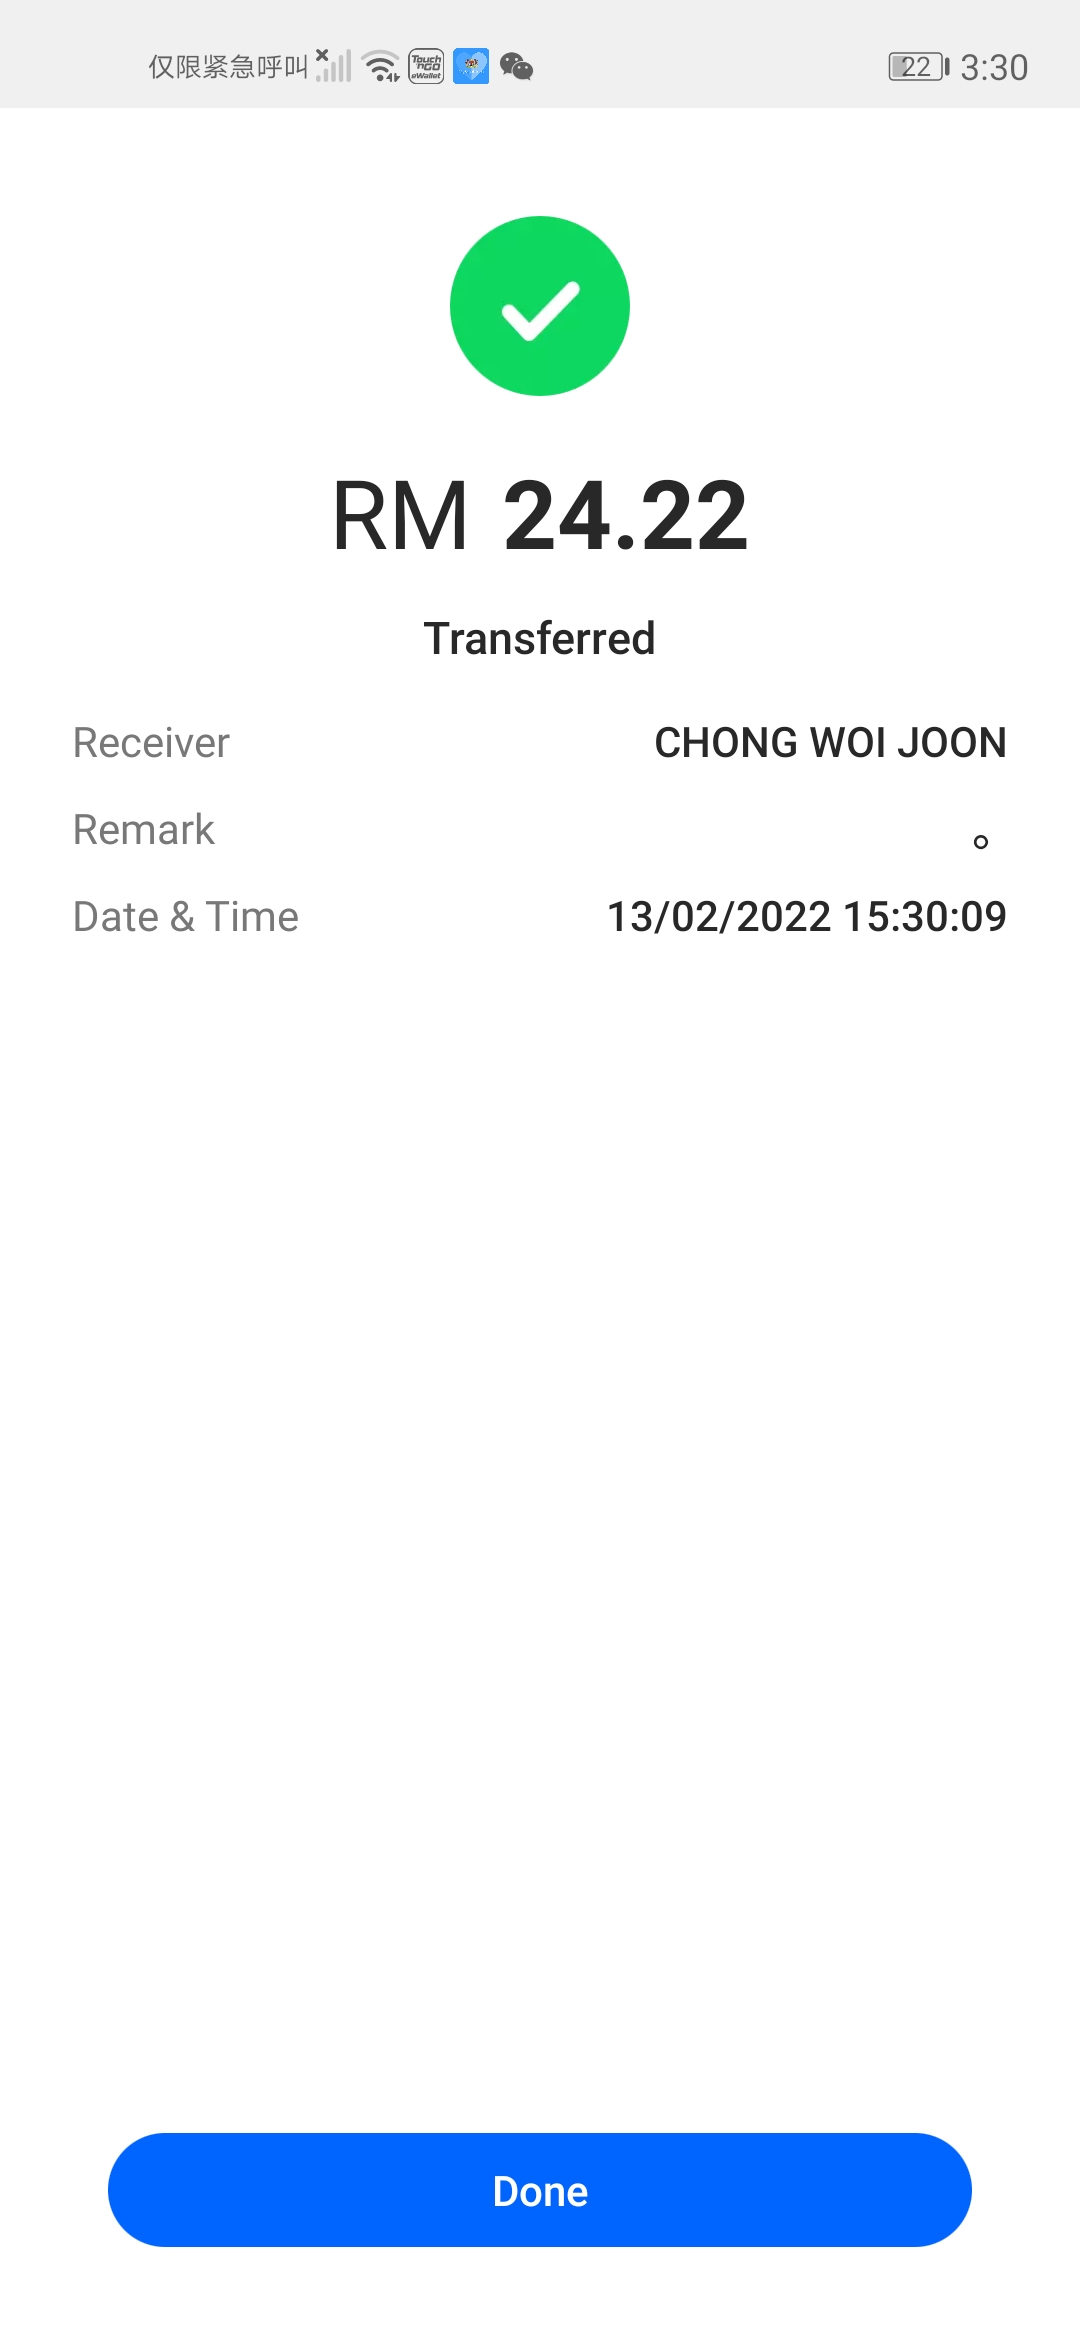 仅限紧急呼叫 Touch 'nGO eWallet 22 3:30
RM 24.22
Transferred
Receiver CHONG WOI JOON
Remark 。
Date & Time 13/02/2022 15:30:09
Done